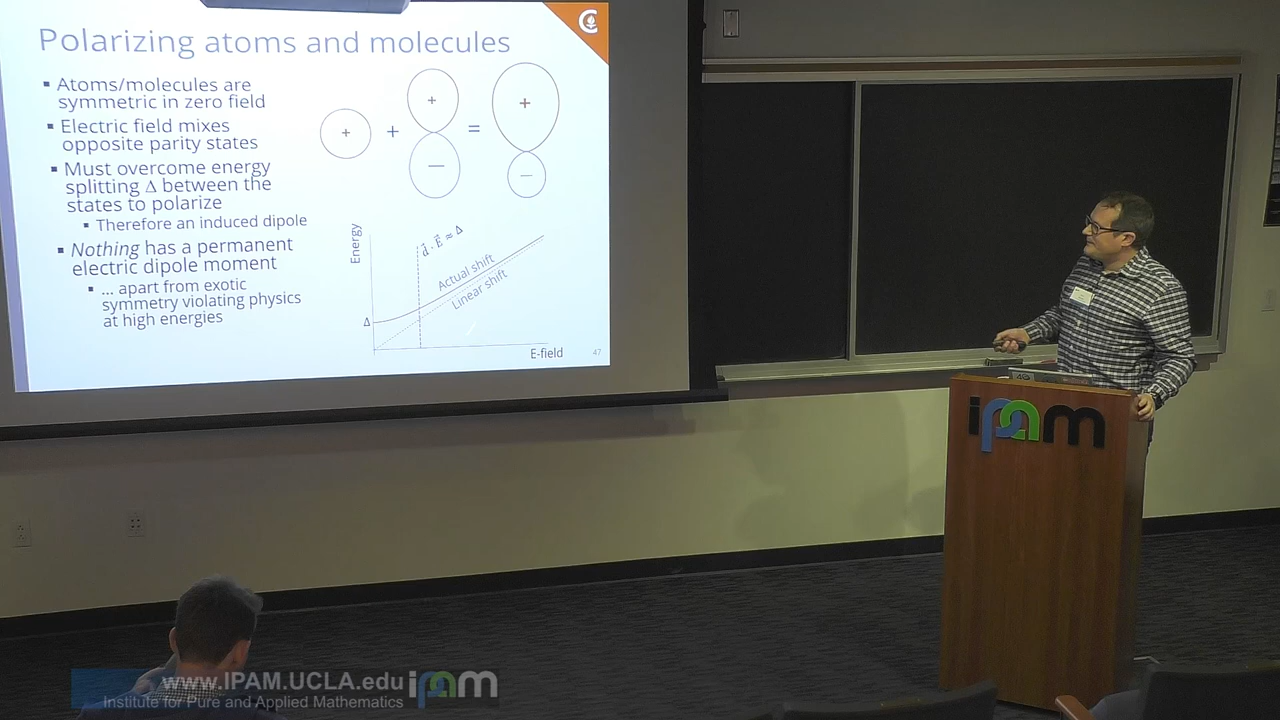 Polarizing atoms and molecules
▪ Atoms/molecules are
symmetric in zero field
▪ Electric field mixes
opposite parity states
▪ Must overcome energy
splitting Δ between the
states to polarize
▪ Therefore an induced dipole
▪ Nothing has a permanent
electric dipole moment
▪ ... apart from exotic
symmetry violating physics
at high energies
+ + + − = + −
Energy
d⃗ · E⃗ ≈ Δ
Actual shift
Linear shift
Δ
E-field
47
ipam
www.IPAM.UCLA.edu ipam
Institute for Pure and Applied Mathematics